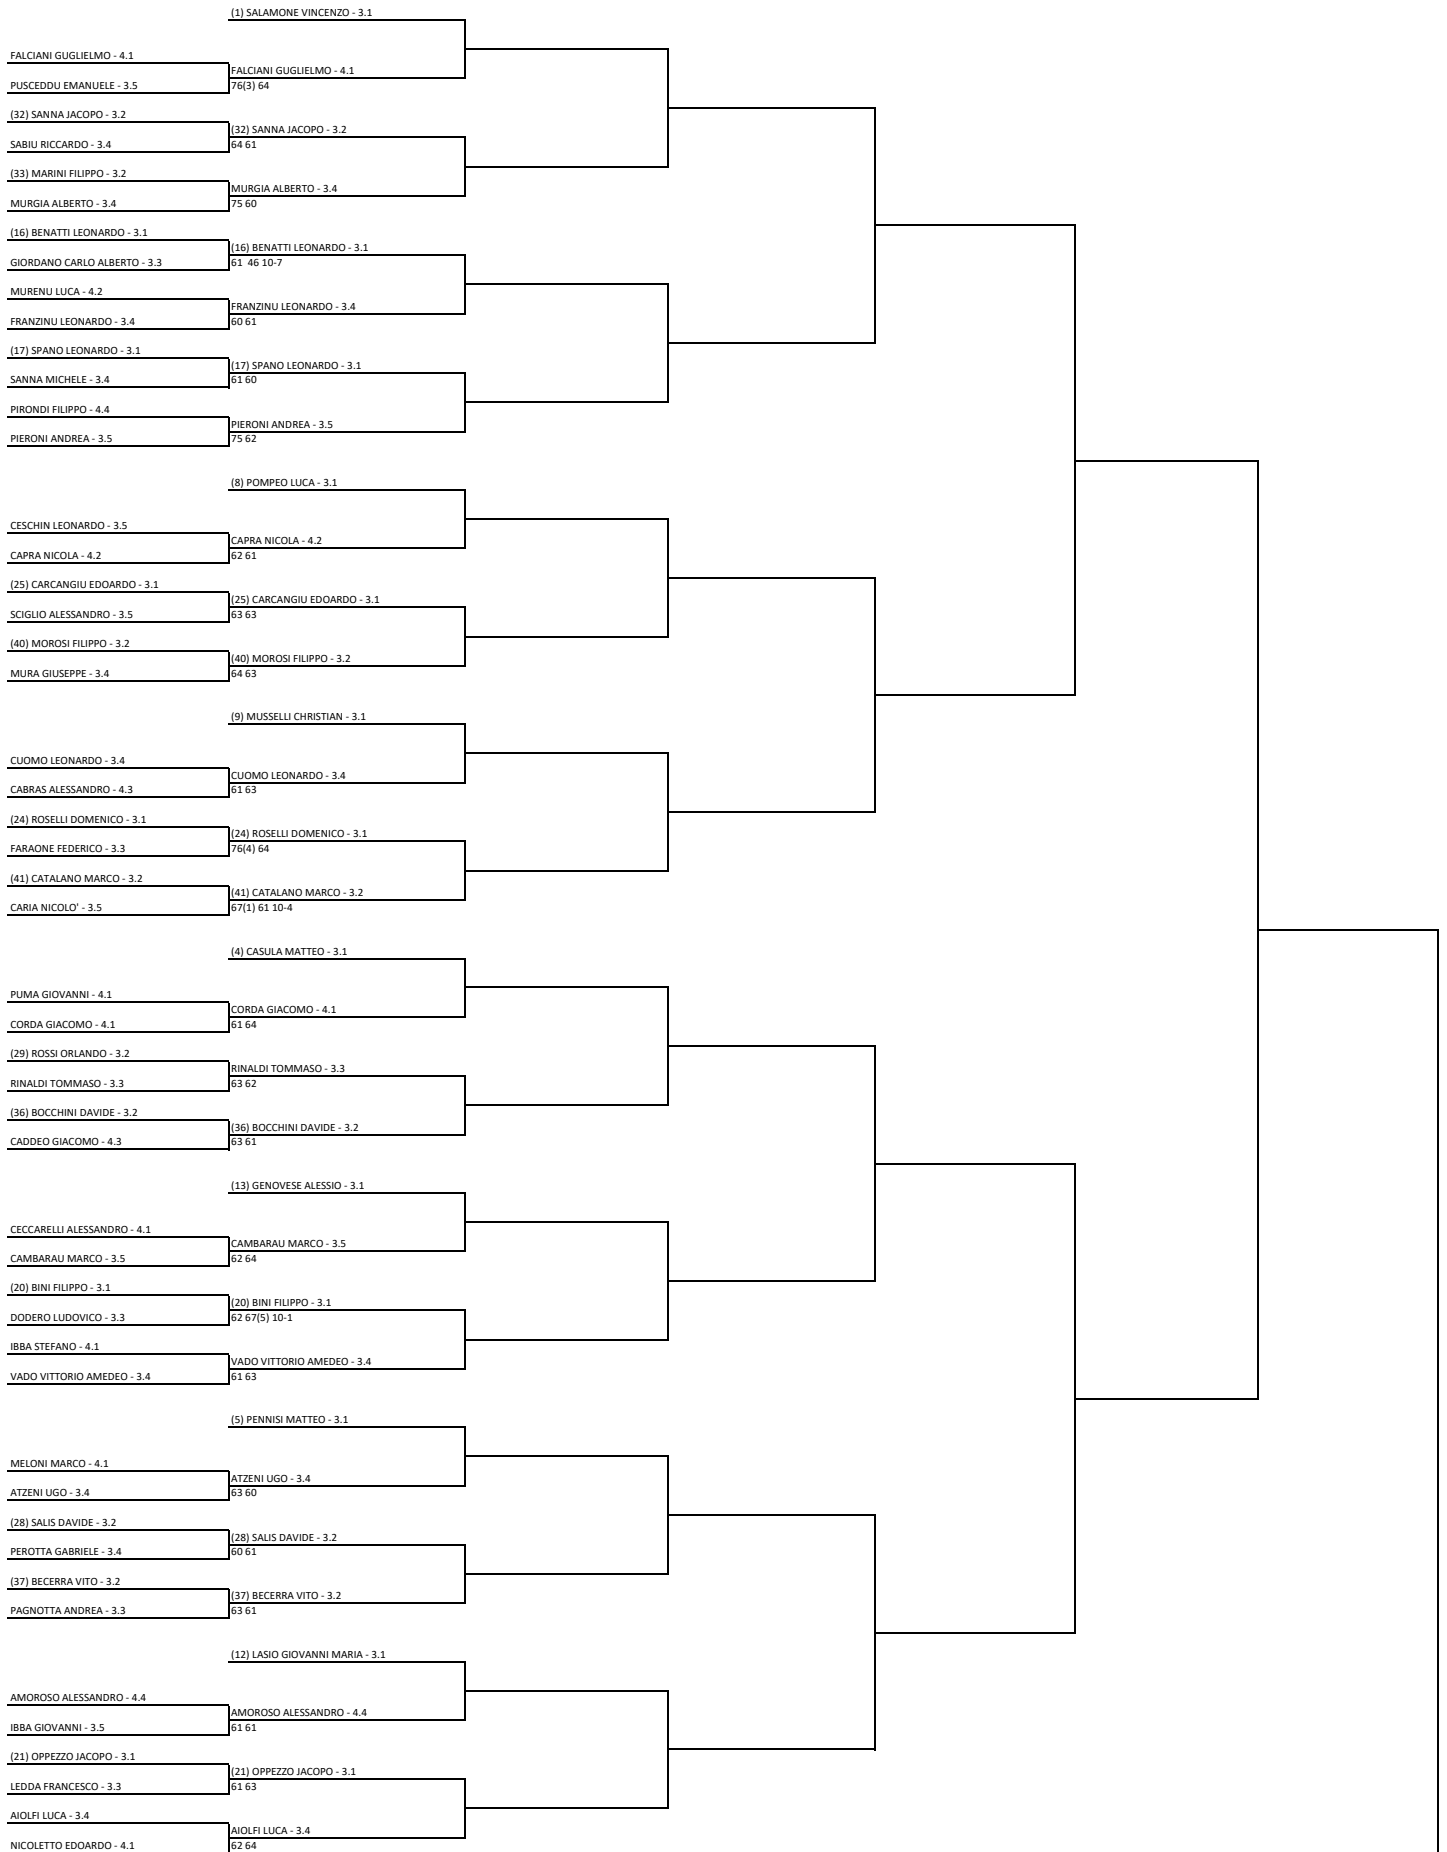 (1) SALAMONE VINCENZO - 3.1
FALCIANI GUGLIELMO - 4.1
FALCIANI GUGLIELMO - 4.1
PUSCEDDU EMANUELE - 3.5
76(3) 64
(32) SANNA JACOPO - 3.2
(32) SANNA JACOPO - 3.2
SABIU RICCARDO - 3.4
64 61
(33) MARINI FILIPPO - 3.2
MURGIA ALBERTO - 3.4
MURGIA ALBERTO - 3.4
75 60
(16) BENATTI LEONARDO - 3.1
(16) BENATTI LEONARDO - 3.1
GIORDANO CARLO ALBERTO - 3.3
61 46 10-7
MURENU LUCA - 4.2
FRANZINU LEONARDO - 3.4
FRANZINU LEONARDO - 3.4
60 61
(17) SPANO LEONARDO - 3.1
(17) SPANO LEONARDO - 3.1
SANNA MICHELE - 3.4
61 60
PIRONDI FILIPPO - 4.4
PIERONI ANDREA - 3.5
PIERONI ANDREA - 3.5
75 62
(8) POMPEO LUCA - 3.1
CESCHIN LEONARDO - 3.5
CAPRA NICOLA - 4.2
CAPRA NICOLA - 4.2
62 61
(25) CARCANGIU EDOARDO - 3.1
(25) CARCANGIU EDOARDO - 3.1
SCIGLIO ALESSANDRO - 3.5
63 63
(40) MOROSI FILIPPO - 3.2
(40) MOROSI FILIPPO - 3.2
MURA GIUSEPPE - 3.4
64 63
(9) MUSSELLI CHRISTIAN - 3.1
CUOMO LEONARDO - 3.4
CUOMO LEONARDO - 3.4
CABRAS ALESSANDRO - 4.3
61 63
(24) ROSELLI DOMENICO - 3.1
(24) ROSELLI DOMENICO - 3.1
FARAONE FEDERICO - 3.3
76(4) 64
(41) CATALANO MARCO - 3.2
(41) CATALANO MARCO - 3.2
CARIA NICOLO' - 3.5
67(1) 61 10-4
(4) CASULA MATTEO - 3.1
PUMA GIOVANNI - 4.1
CORDA GIACOMO - 4.1
CORDA GIACOMO - 4.1
61 64
(29) ROSSI ORLANDO - 3.2
RINALDI TOMMASO - 3.3
RINALDI TOMMASO - 3.3
63 62
(36) BOCCHINI DAVIDE - 3.2
(36) BOCCHINI DAVIDE - 3.2
CADDEO GIACOMO - 4.3
63 61
(13) GENOVESE ALESSIO - 3.1
CECCARELLI ALESSANDRO - 4.1
CAMBARAU MARCO - 3.5
CAMBARAU MARCO - 3.5
62 64
(20) BINI FILIPPO - 3.1
(20) BINI FILIPPO - 3.1
DODERO LUDOVICO - 3.3
62 67(5) 10-1
IBBA STEFANO - 4.1
VADO VITTORIO AMEDEO - 3.4
VADO VITTORIO AMEDEO - 3.4
61 63
(5) PENNISI MATTEO - 3.1
MELONI MARCO - 4.1
ATZENI UGO - 3.4
ATZENI UGO - 3.4
63 60
(28) SALIS DAVIDE - 3.2
(28) SALIS DAVIDE - 3.2
PEROTTA GABRIELE - 3.4
60 61
(37) BECERRA VITO - 3.2
(37) BECERRA VITO - 3.2
PAGNOTTA ANDREA - 3.3
63 61
(12) LASIO GIOVANNI MARIA - 3.1
AMOROSO ALESSANDRO - 4.4
AMOROSO ALESSANDRO - 4.4
IBBA GIOVANNI - 3.5
61 61
(21) OPPEZZO JACOPO - 3.1
(21) OPPEZZO JACOPO - 3.1
LEDDA FRANCESCO - 3.3
61 63
AIOLFI LUCA - 3.4
AIOLFI LUCA - 3.4
NICOLETTO EDOARDO - 4.1
62 64